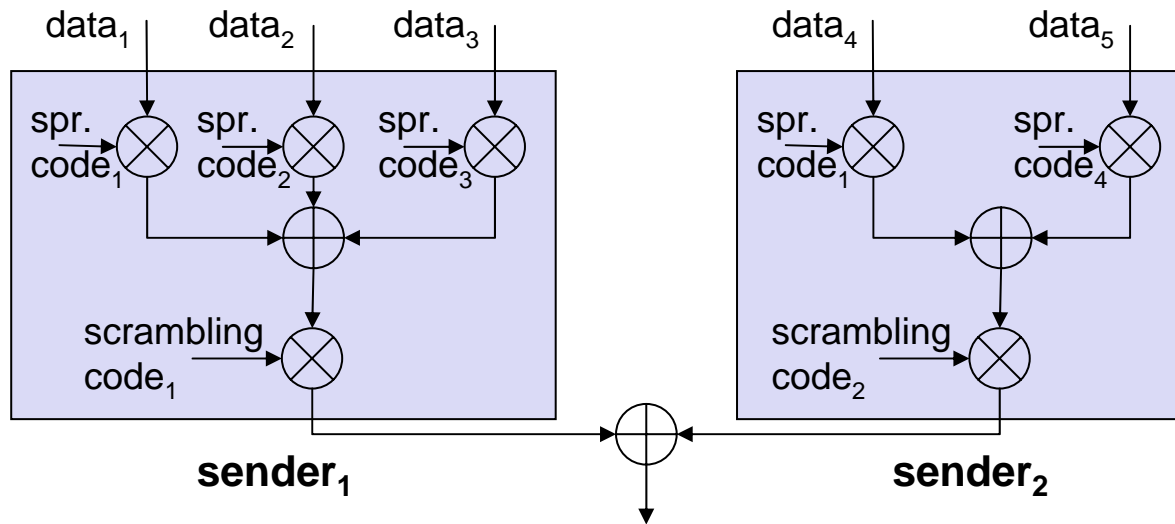 data₁ data₂ data₃ data₄ data₅
spr. code₁
spr. code₂
spr. code₃
spr. code₁
spr. code₄
scrambling
code₁
scrambling
code₂
sender₁ sender₂